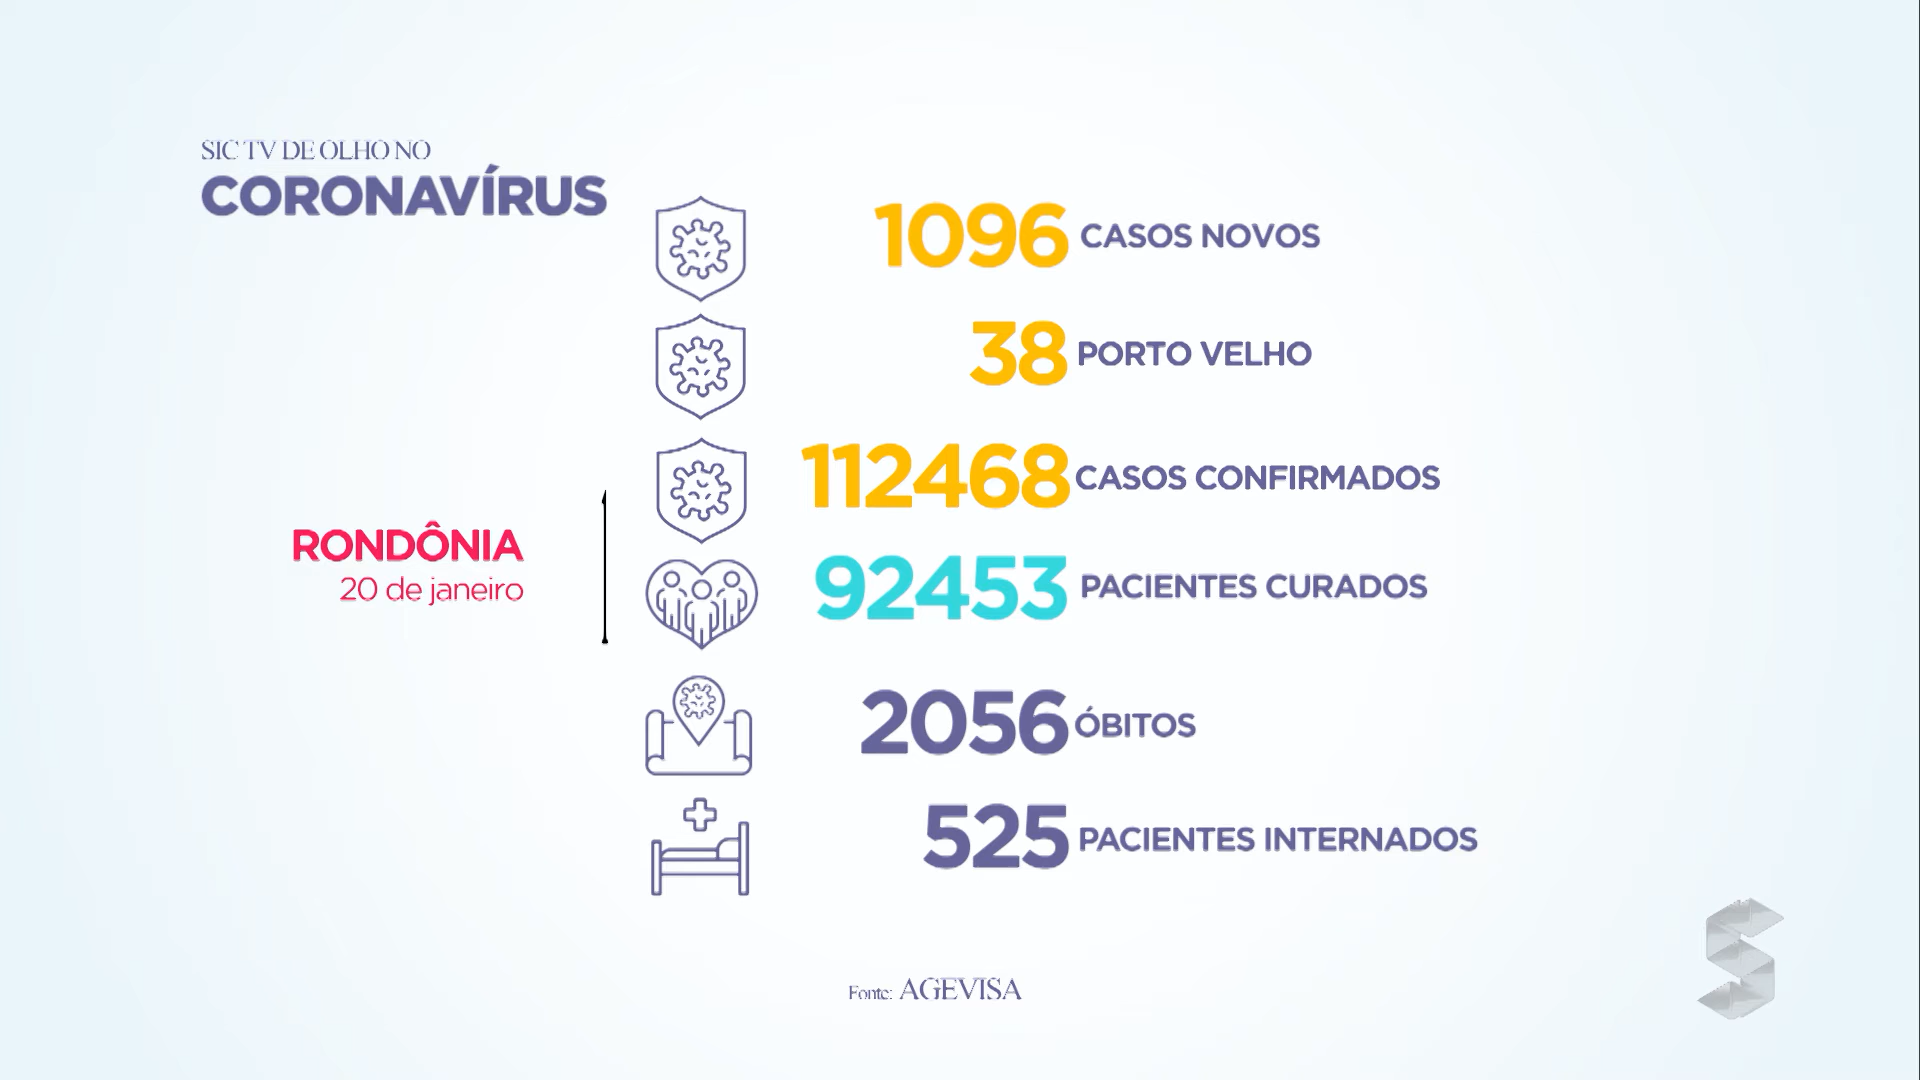 SIC TV DE OLHO NO
CORONAVÍRUS
1096 CASOS NOVOS
38 PORTO VELHO
112468 CASOS CONFIRMADOS
RONDÔNIA
20 de janeiro
92453 PACIENTES CURADOS
2056 ÓBITOS
525 PACIENTES INTERNADOS
Fonte: AGEVISA